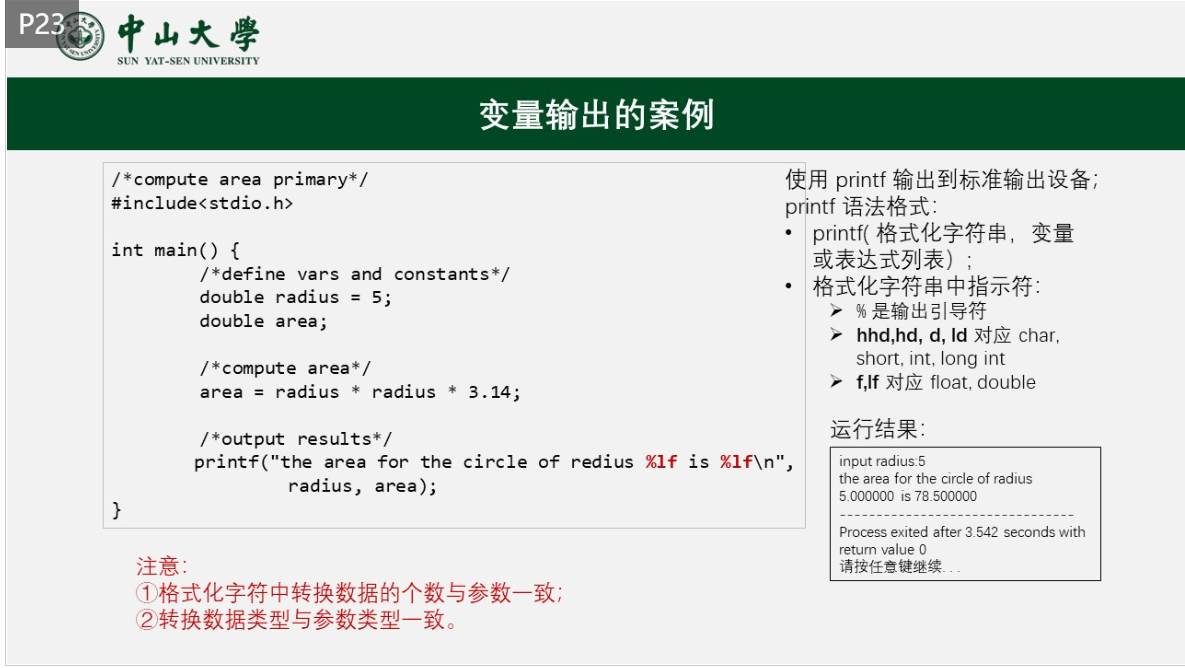 P23
中山大學
SUN YAT-SEN UNIVERSITY
变量输出的案例
/*compute area primary*/
#include<stdio.h>
int main() {
/*define vars and constants*/
double radius = 5;
double area;
/*compute area*/
area = radius * radius * 3.14;
/*output results*/
printf("the area for the circle of redius %lf is %lf\n",
radius, area);
}
注意：
①格式化字符中转换数据的个数与参数一致；
②转换数据类型与参数类型一致。
使用 printf 输出到标准输出设备；
printf 语法格式：
• printf( 格式化字符串，变量
或表达式列表）;
• 格式化字符串中指示符：
➢ % 是输出引导符
➢ hhd,hd, d, ld 对应 char,
short, int, long int
➢ f,lf 对应 float, double
运行结果：
input radius:5
the area for the circle of radius
5.000000 is 78.500000
--------------------------------
Process exited after 3.542 seconds with
return value 0
请按任意键继续. . .